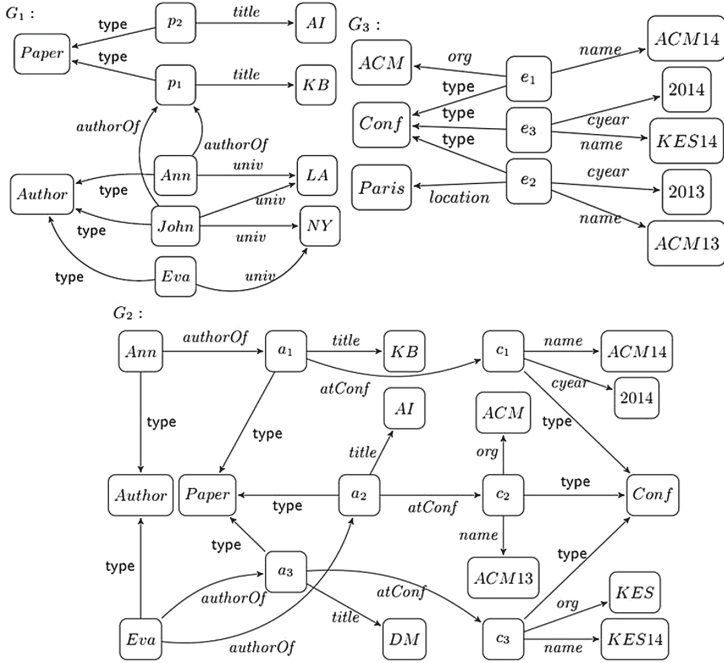 G₁ :
p₂
type
title
AI
Paper
type
p₁
title
KB
authorOf
authorOf
Ann
univ
LA
type
Author
univ
type
John
univ
NY
type
Eva
univ
G₃ :
ACM
org
e₁
name
ACM14
type
2014
Conf
type
e₃
cyear
name
KES14
type
Paris
location
e₂
cyear
2013
name
ACM13
G₂ :
Ann
authorOf
a₁
title
KB
c₁
name
ACM14
atConf
cyear
2014
type
type
AI
ACM
type
title
org
Author
Paper
type
a₂
atConf
c₂
type
Conf
name
type
type
a₃
ACM13
type
authorOf
atConf
KES
org
Eva
authorOf
title
DM
c₃
name
KES14